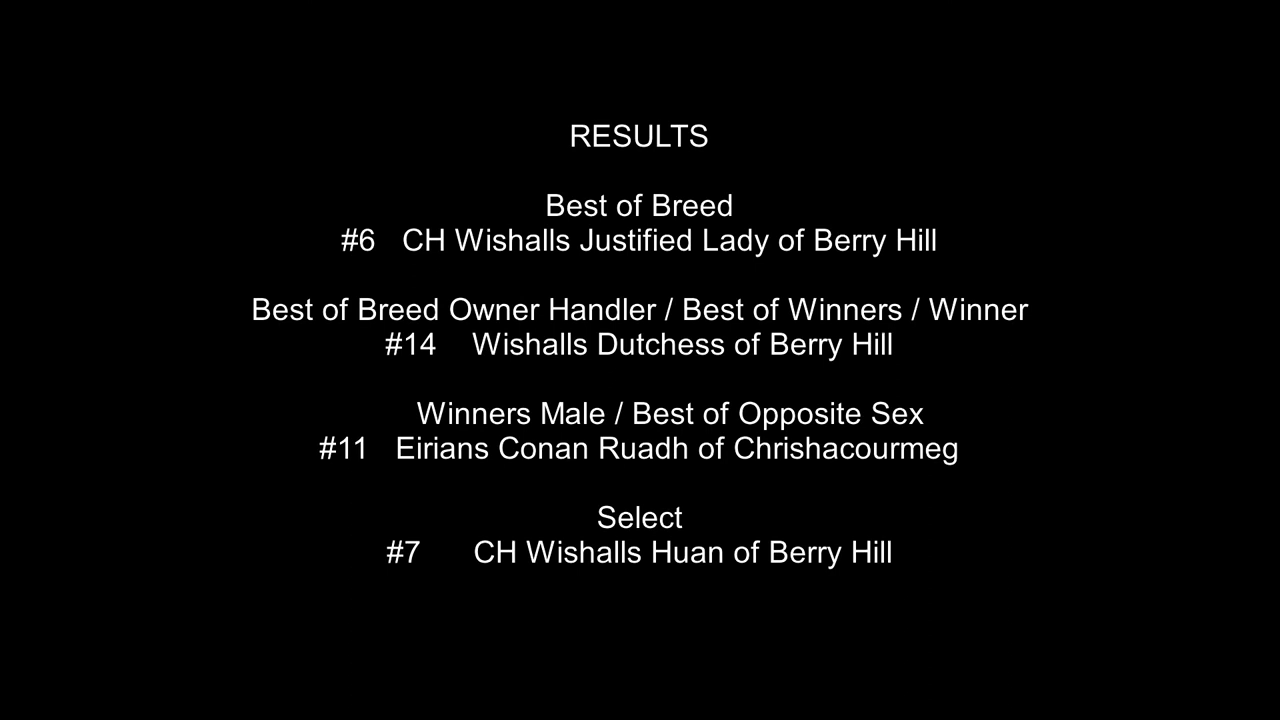 RESULTS
Best of Breed
#6 CH Wishalls Justified Lady of Berry Hill
Best of Breed Owner Handler / Best of Winners / Winner
#14 Wishalls Dutchess of Berry Hill
Winners Male / Best of Opposite Sex
#11 Eirians Conan Ruadh of Chrishacourmeg
Select
#7 CH Wishalls Huan of Berry Hill